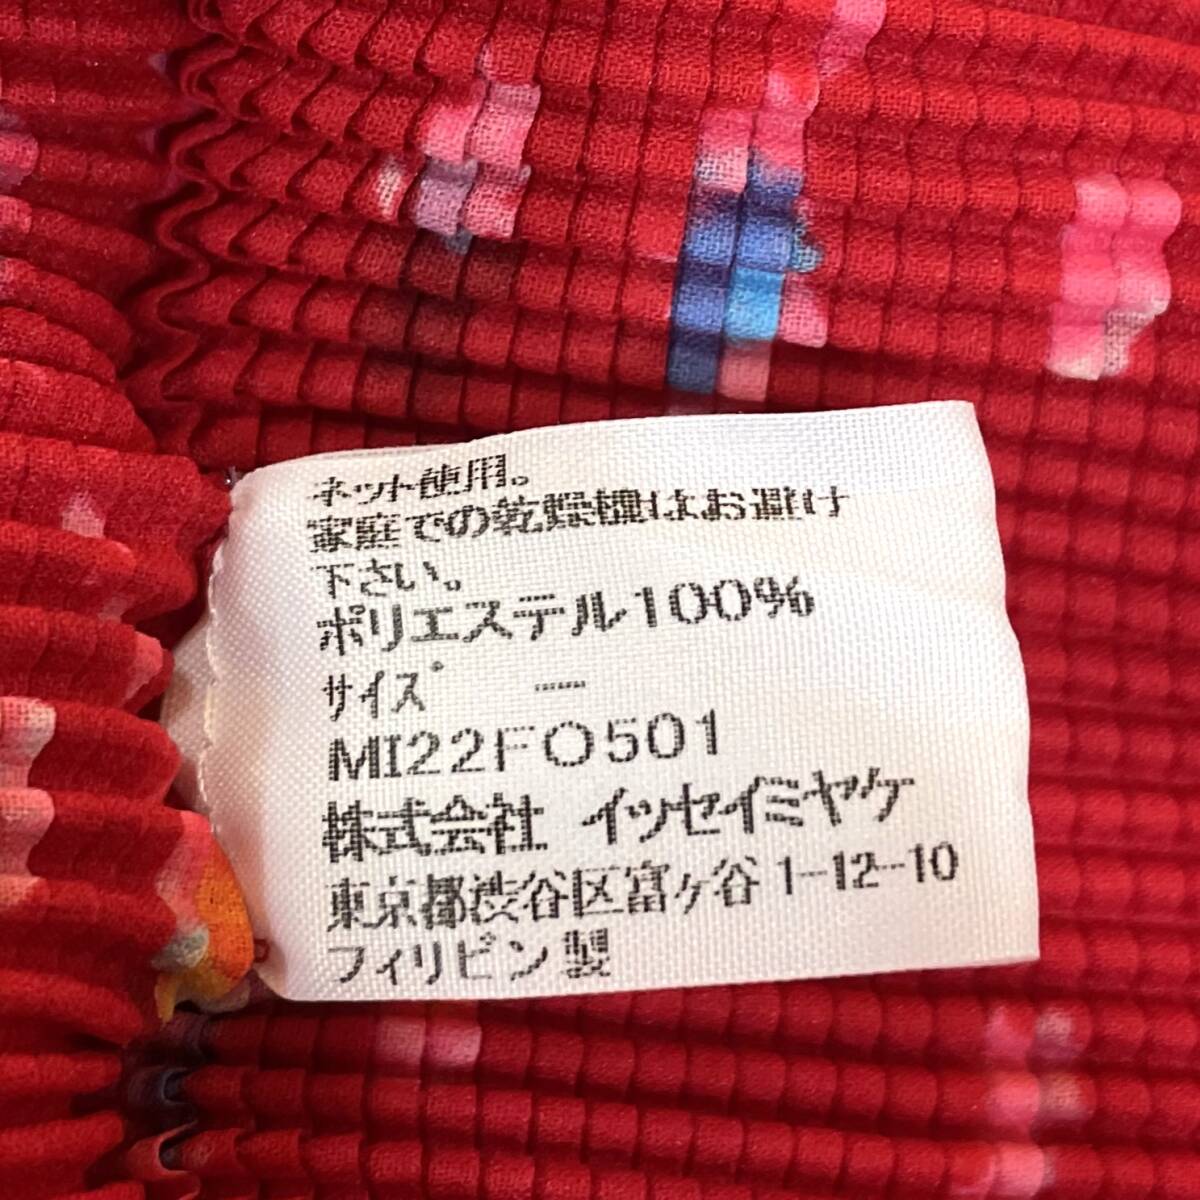 ネット使用。
家庭での乾燥機はお避け
下さい。
ポリエステル100%
サイズ －
MI22FO501
株式会社 イッセイミヤケ
東京都渋谷区富ヶ谷1-12-10
フィリピン製